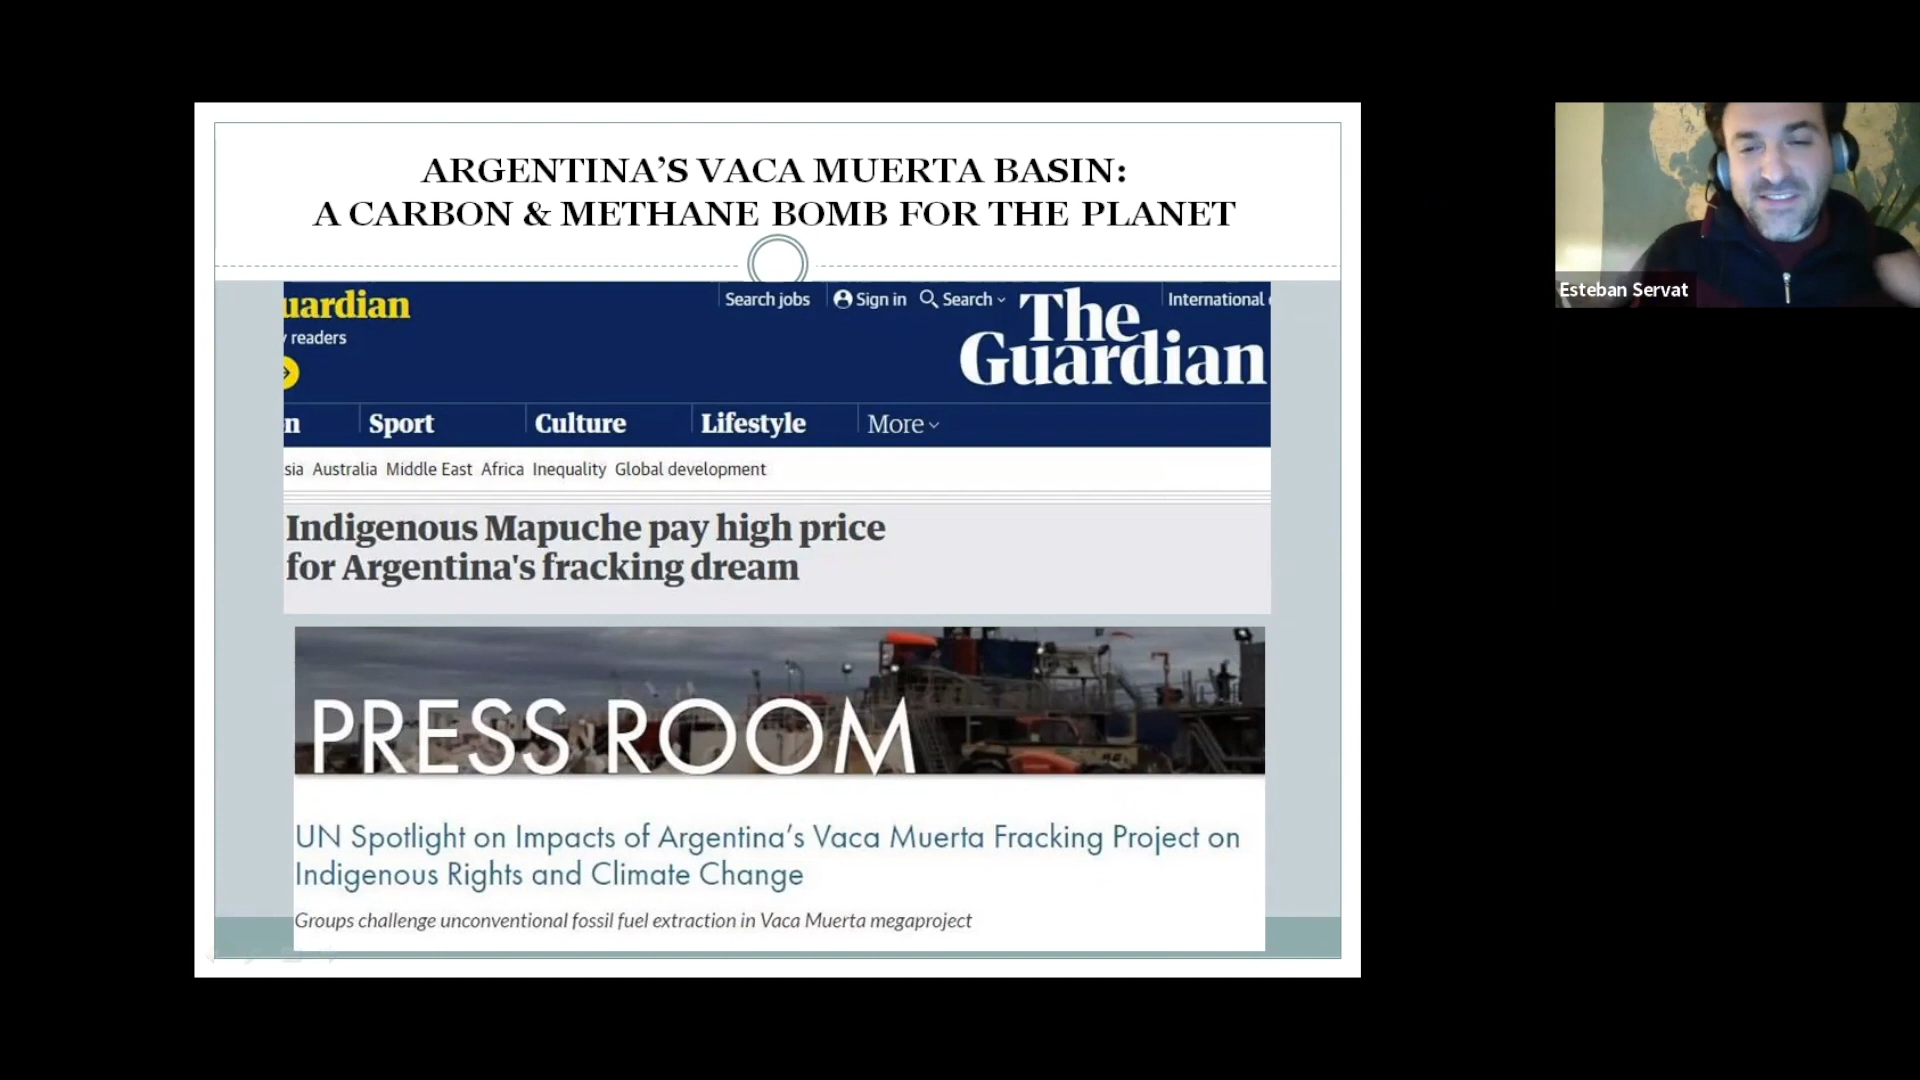 ARGENTINA’S VACA MUERTA BASIN:
A CARBON & METHANE BOMB FOR THE PLANET
uardian
readers
Search jobs
Sign in
Search
International
The
Guardian
n
Sport
Culture
Lifestyle
More
sia Australia Middle East Africa Inequality Global development
Indigenous Mapuche pay high price
for Argentina's fracking dream
PRESS ROOM
UN Spotlight on Impacts of Argentina’s Vaca Muerta Fracking Project on
Indigenous Rights and Climate Change
Groups challenge unconventional fossil fuel extraction in Vaca Muerta megaproject
Esteban Servat